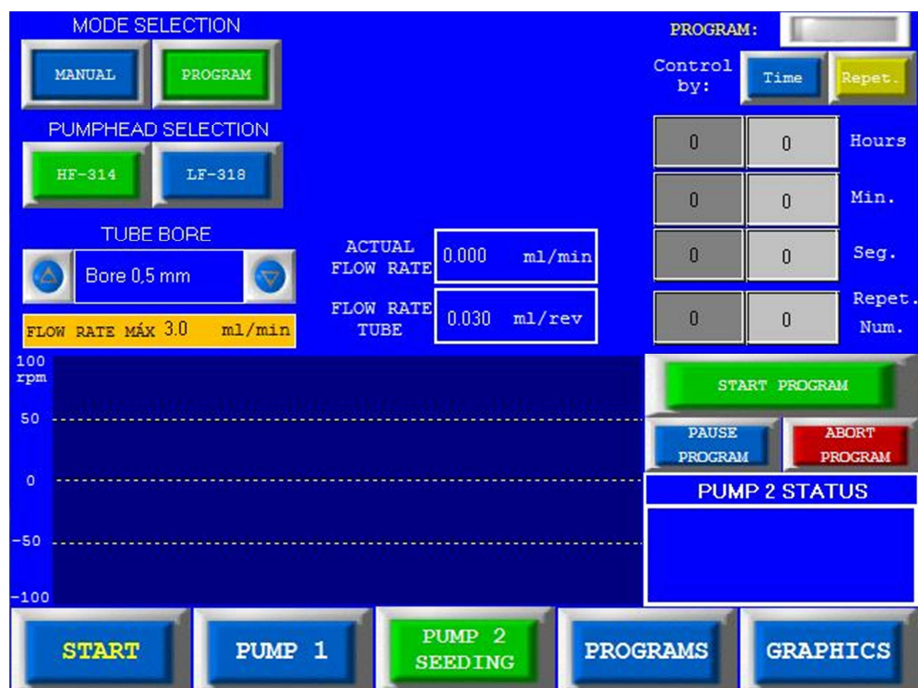 MODE SELECTION
MANUAL
PROGRAM
PUMPHEAD SELECTION
HF-314
LF-318
TUBE BORE
Bore 0,5 mm
FLOW RATE MÁX 3.0 ml/min
ACTUAL
FLOW RATE
0.000 ml/min
FLOW RATE
TUBE
0.030 ml/rev
PROGRAM:
Control
by:
Time
Repet.
0 0 Hours
0 0 Min.
0 0 Seg.
0 0 Repet.
Num.
100
rpm
50
0
-50
-100
START PROGRAM
PAUSE
PROGRAM
ABORT
PROGRAM
PUMP 2 STATUS
START
PUMP 1
PUMP 2
SEEDING
PROGRAMS
GRAPHICS